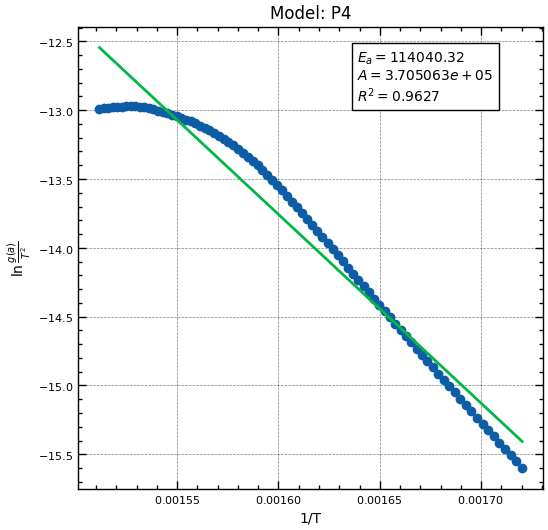 Model: P4
E_a = 114040.32
A = 3.705063e + 05
R^2 = 0.9627
−12.5
−13.0
−13.5
−14.0
−14.5
−15.0
−15.5
ln g(a)/T^2
0.00155 0.00160 0.00165 0.00170
1/T